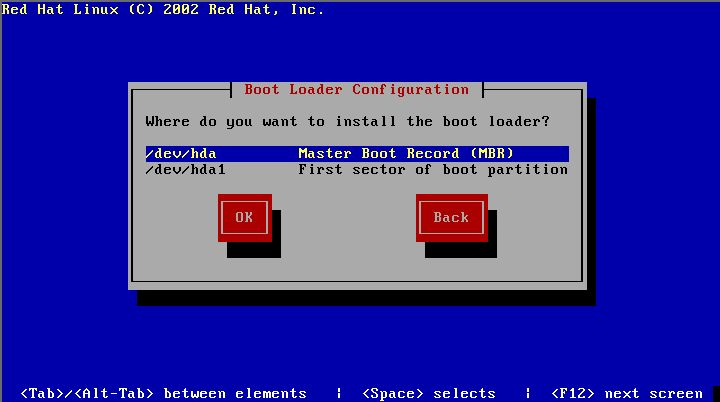 Red Hat Linux (C) 2002 Red Hat, Inc.
Boot Loader Configuration
Where do you want to install the boot loader?
/dev/hda Master Boot Record (MBR)
/dev/hda1 First sector of boot partition
OK Back
<Tab>/<Alt-Tab> between elements | <Space> selects | <F12> next screen